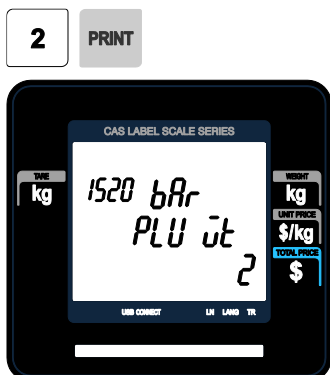 2 PRINT
CAS LABEL SCALE SERIES
TARE
kg
1520 bAr
PLU ūt
2
WEIGHT
kg
UNIT PRICE
$/kg
TOTAL PRICE
$
USB CONNECT LN LANG TR